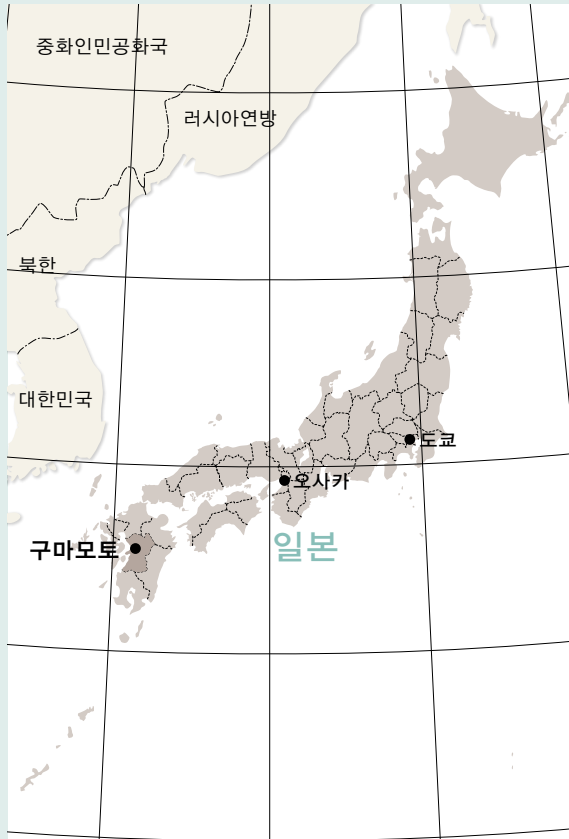 중화인민공화국
러시아연방
북한
대한민국
도쿄
오사카
구마모토
일본